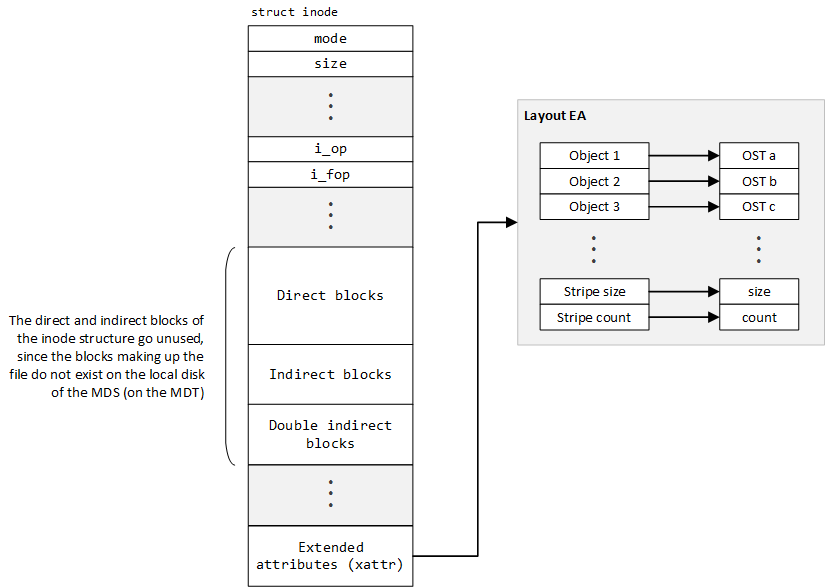 struct inode
mode
size
i_op
i_fop
Direct blocks
Indirect blocks
Double indirect
blocks
Extended
attributes (xattr)
The direct and indirect blocks of
the inode structure go unused,
since the blocks making up the
file do not exist on the local disk
of the MDS (on the MDT)
Layout EA
Object 1 OST a
Object 2 OST b
Object 3 OST c
Stripe size size
Stripe count count